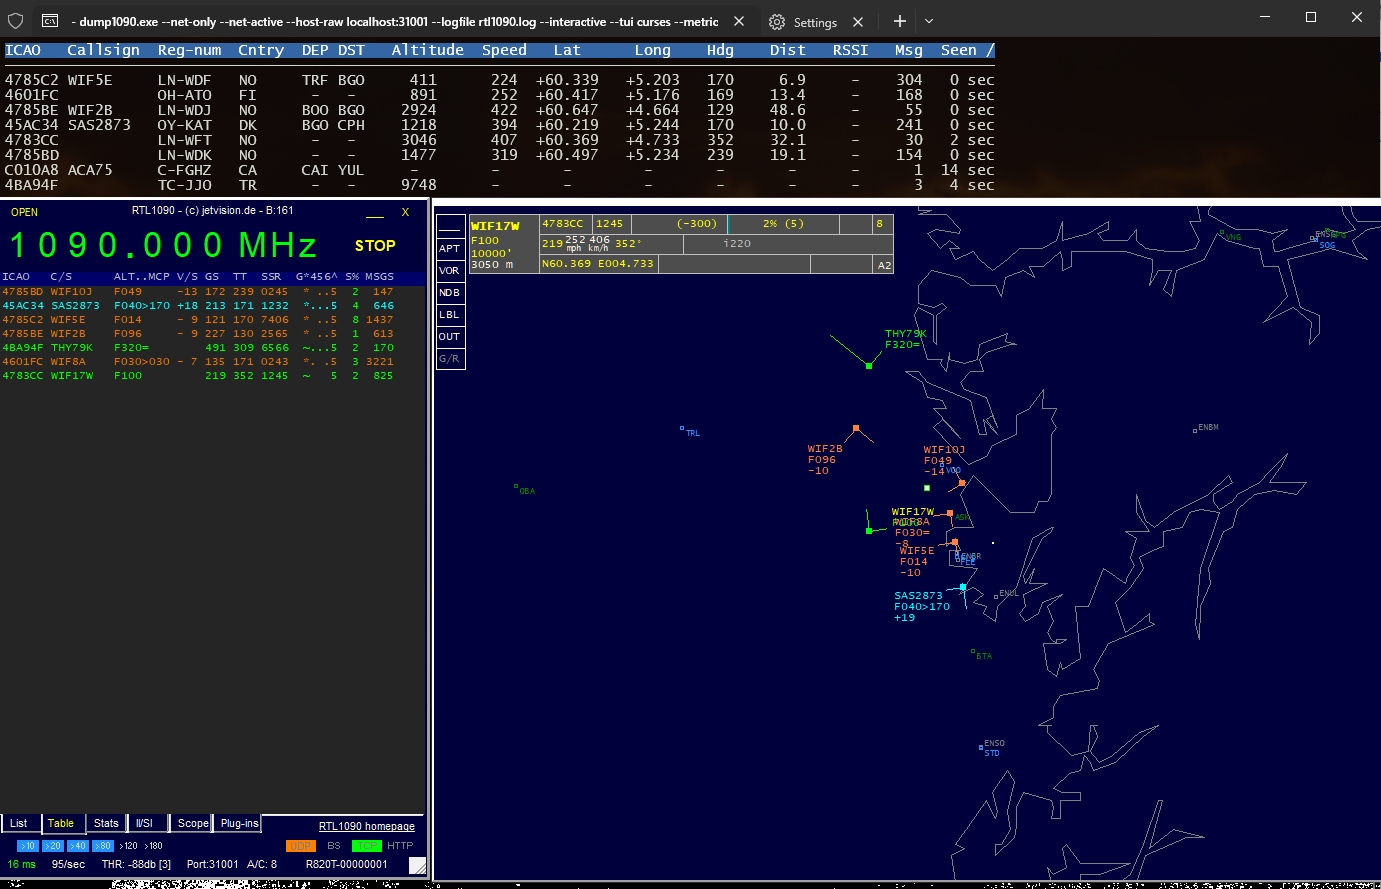 - dump1090.exe --net-only --net-active --host-raw localhost:31001 --logfile rtl1090.log --interactive --tui curses --metric
Settings
ICAO Callsign Reg-num Cntry DEP DST Altitude Speed Lat Long Hdg Dist RSSI Msg Seen /
4785C2 WIF5E LN-WDF NO TRF BGO 411 224 +60.339 +5.203 170 6.9 - 304 0 sec
4601FC OH-ATO FI - - 891 252 +60.417 +5.176 169 13.4 - 168 0 sec
4785BE WIF2B LN-WDJ NO BOO BGO 2924 422 +60.647 +4.664 129 48.6 - 55 0 sec
45AC34 SAS2873 OY-KAT DK BGO CPH 1218 394 +60.219 +5.244 170 10.0 - 241 0 sec
4783CC LN-WFT NO - - 3046 407 +60.369 +4.733 352 32.1 - 30 2 sec
4785BD LN-WDK NO - - 1477 319 +60.497 +5.234 239 19.1 - 154 0 sec
C010A8 ACA75 C-FGHZ CA CAI YUL - - - - - - - 1 14 sec
4BA94F TC-JJO TR - - 9748 - - - - - - 3 4 sec
OPEN RTL1090 - (c) jetvision.de - B:161 __ X
1090.000 MHz STOP
ICAO C/S ALT..MCP V/S GS TT SSR G*456^ S% MSGS
4785BD WIF10J F049 -13 172 239 0245 * ..5 2 147
45AC34 SAS2873 F040>170 +18 213 171 1232 *...5 4 646
4785C2 WIF5E F014 - 9 121 170 7406 * ..5 8 1437
4785BE WIF2B F096 - 9 227 130 2565 * ..5 1 613
4BA94F THY79K F320= 491 309 6566 ~...5 2 170
4601FC WIF8A F030>030 - 7 135 171 0243 *. .5 3 3221
4783CC WIF17W F100 219 352 1245 ~ 5 2 825
List Table Stats II/SI Scope Plug-ins
RTL1090 homepage
>10 >20 >40 >80 >120 >180 UDP BS TCP HTTP
16 ms 95/sec THR: -88db [3] Port:31001 A/C: 8 R820T-00000001
APT
VOR
NDB
LBL
OUT
G/R
WIF17W 4783CC 1245 (-300) 2% (5) 8
F100
10000' 219 252 mph 406 km/h 352° i220
3050 m N60.369 E004.733 A2
VNG
SOG
THY79K
F320=
TRL
ENBM
WIF2B
F096
-10
WIF10J
F049
-14
VOO
OSA
WIF17W
WIF8A
F030=
-8
ASK
WIF5E
F014
-10
ENBR
FLE
SAS2873
F040>170
+19
ENUL
BTA
ENSO
STD